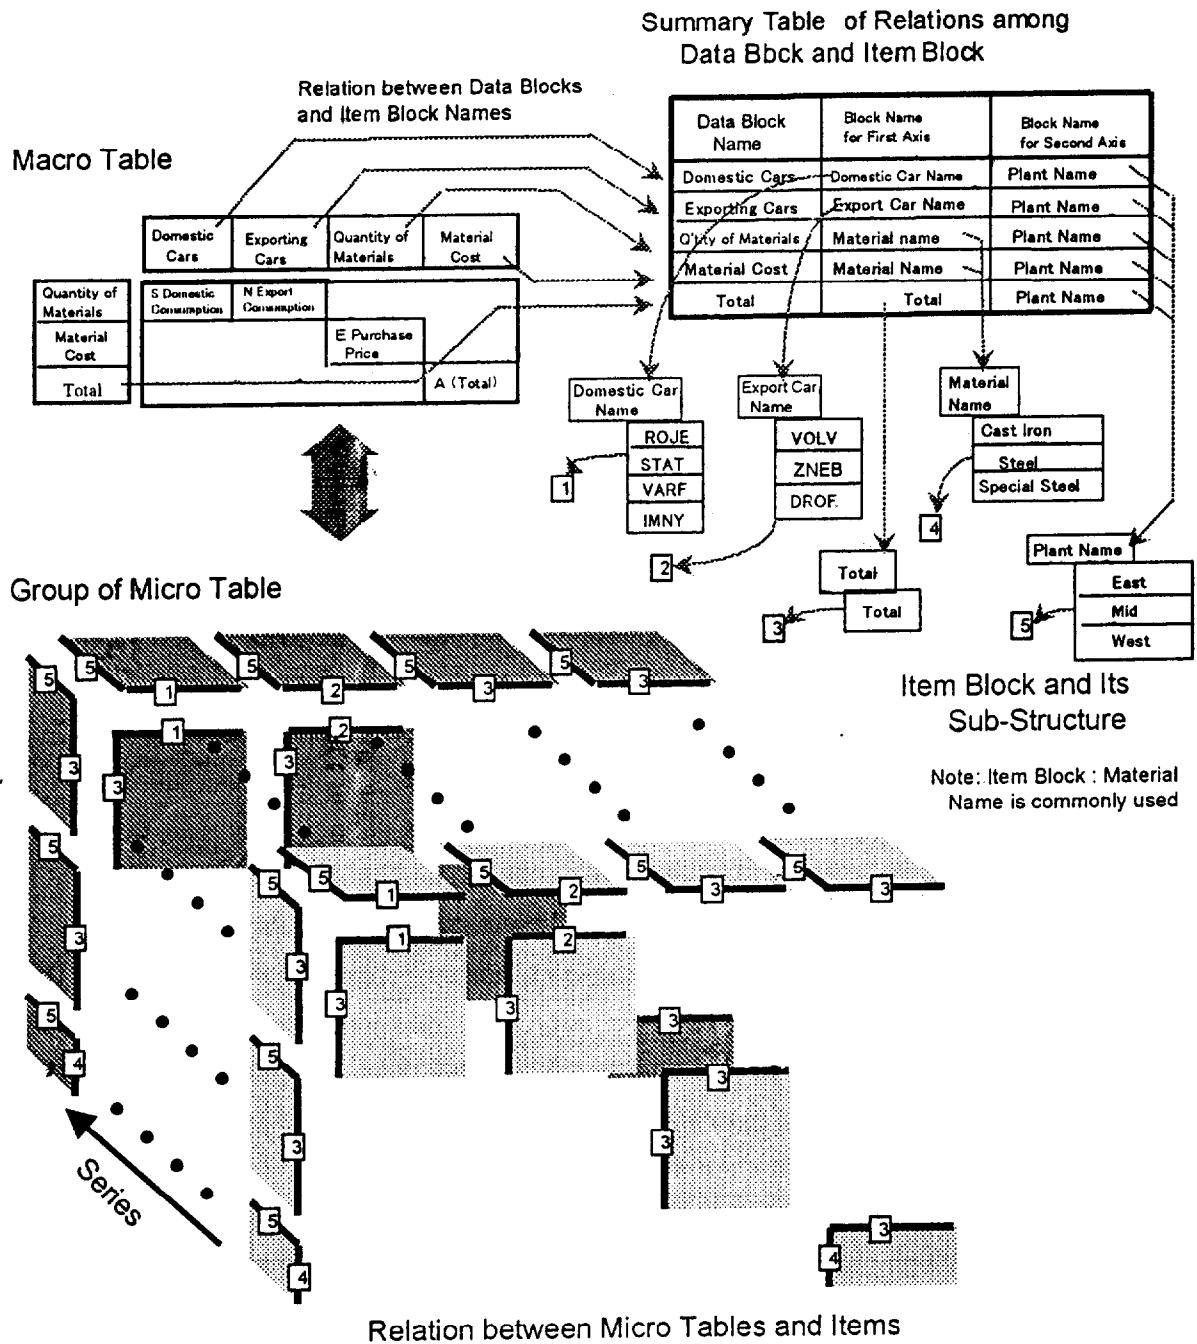 Summary Table of Relations among
Data Bbck and Item Block
Relation between Data Blocks
and Item Block Names
Macro Table
Data Block
Name
Block Name
for First Axis
Block Name
for Second Axis
Domestic Cars
Domestic Car Name
Plant Name
Exporting Cars
Export Car Name
Plant Name
Q'tity of Materials
Material name
Plant Name
Material Cost
Material Name
Plant Name
Total
Total
Plant Name
Domestic
Cars
Exporting
Cars
Quantity of
Materials
Material
Cost
Quantity of
Materials
Material
Cost
Total
S Domestic
Consumption
N Export
Consumption
E Purchase
Price
A (Total)
Domestic Car
Name
ROJE
STAT
VARF
IMNY
1
Export Car
Name
VOLV
ZNEB
DROF.
2
Material
Name
Cast Iron
Steel
Special Steel
4
Total
Total
3
Plant Name
East
Mid
West
5
Item Block and Its
Sub-Structure
Note: Item Block : Material
Name is commonly used
Group of Micro Table
5
5
1
5
2
5
3
5
3
3
1
3
2
3
5
3
5
4
5
1
5
2
5
3
5
3
5
3
1
3
2
3
3
5
3
3
3
5
4
3
4
Series
Relation between Micro Tables and Items